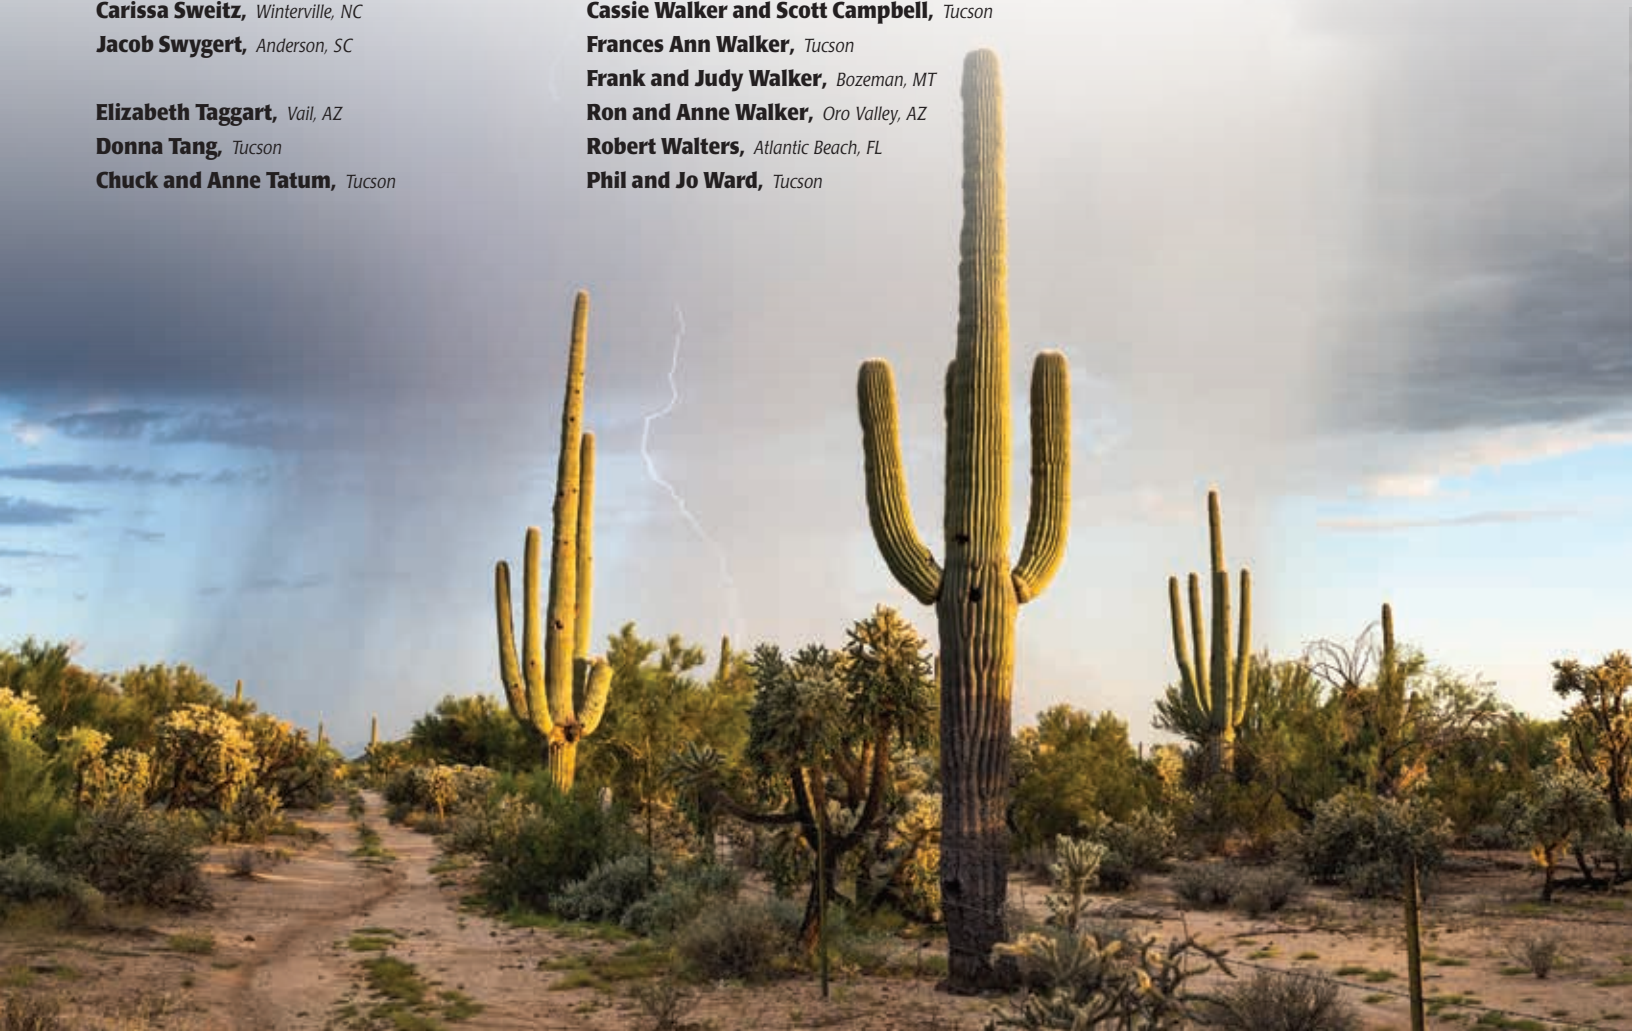 Carissa Sweitz, Winterville, NC
Jacob Swygert, Anderson, SC
Elizabeth Taggart, Vail, AZ
Donna Tang, Tucson
Chuck and Anne Tatum, Tucson
Cassie Walker and Scott Campbell, Tucson
Frances Ann Walker, Tucson
Frank and Judy Walker, Bozeman, MT
Ron and Anne Walker, Oro Valley, AZ
Robert Walters, Atlantic Beach, FL
Phil and Jo Ward, Tucson